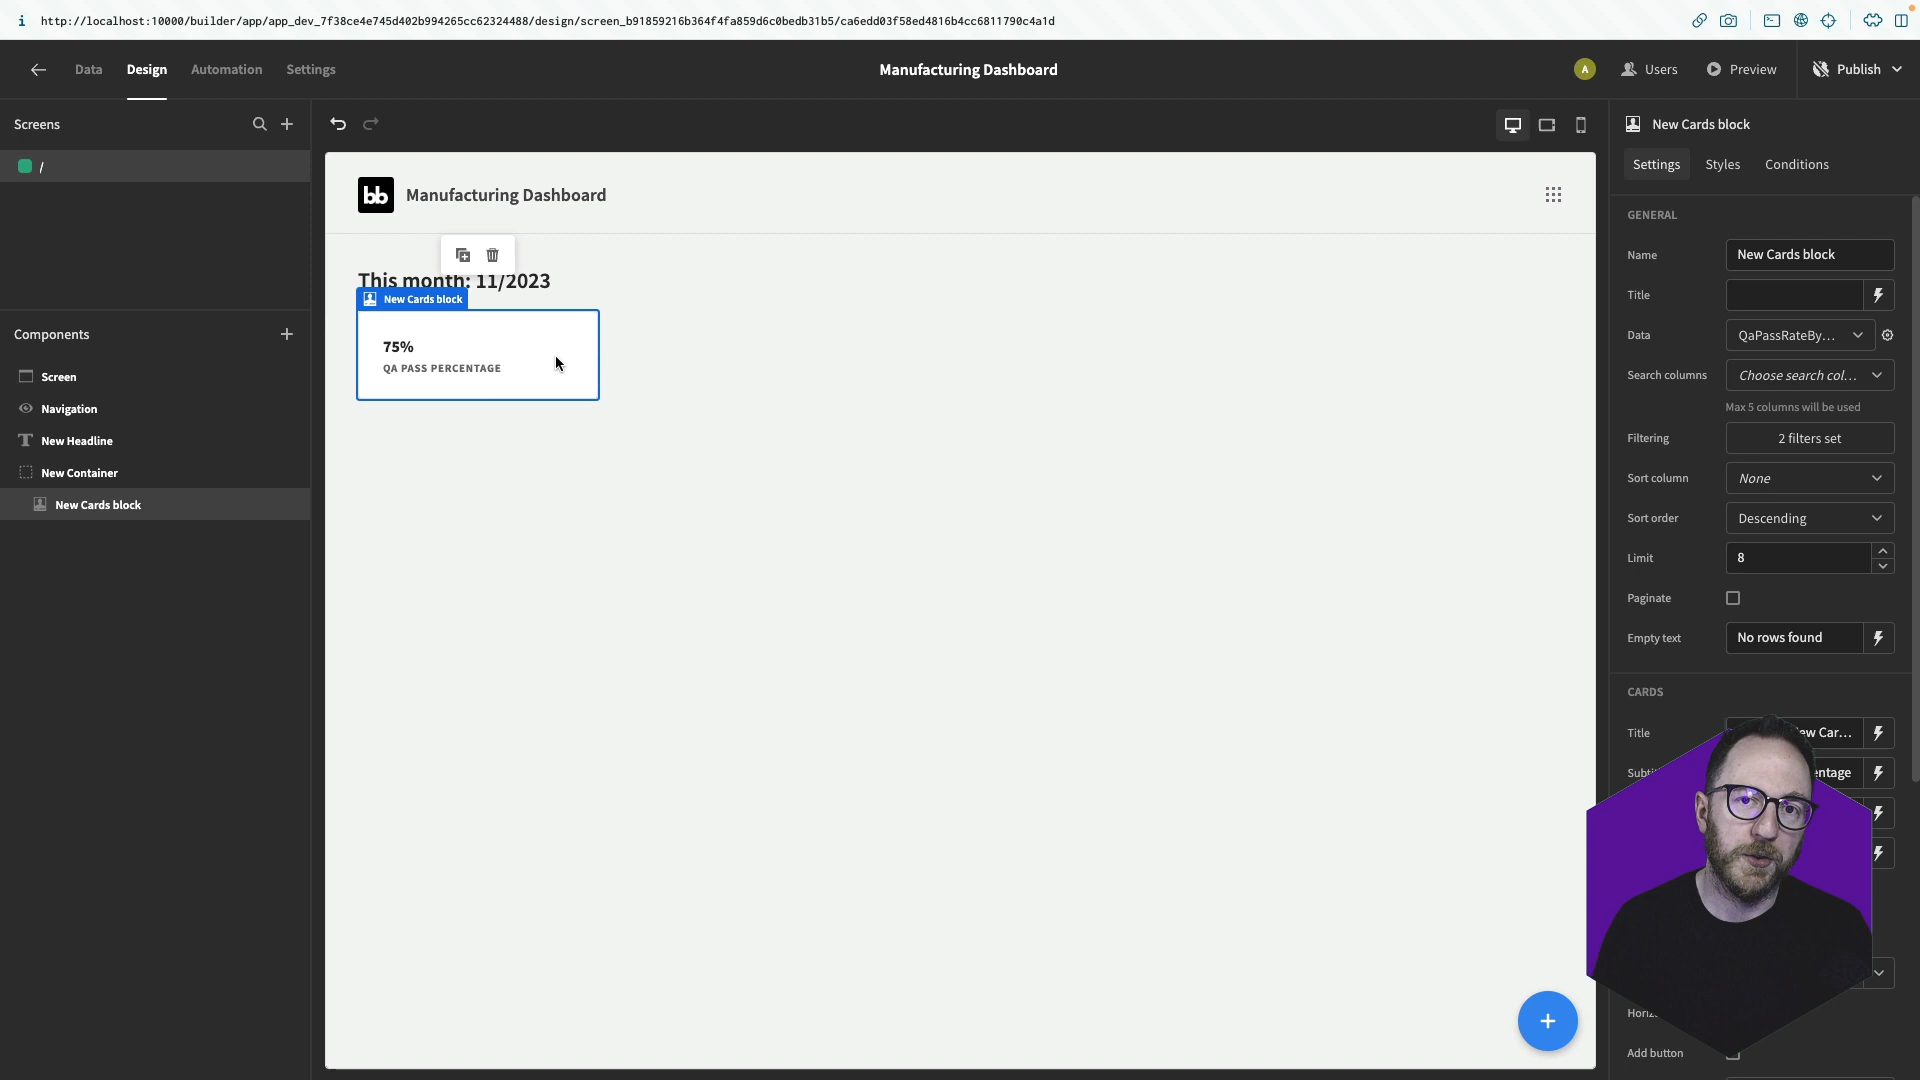 i http://localhost:10000/builder/app/app_dev_7f38ce4e745d402b994265cc62324488/design/screen_b91859216b364f4fa859d6c0bedb31b5/ca6edd03f58ed4816b4cc6811790c4a1d
Data Design Automation Settings
Manufacturing Dashboard
A Users Preview Publish
Screens
/
Components
Screen
Navigation
New Headline
New Container
New Cards block
bb Manufacturing Dashboard
This month: 11/2023
New Cards block
75%
QA PASS PERCENTAGE
New Cards block
Settings Styles Conditions
GENERAL
Name New Cards block
Title
Data QaPassRateBy...
Search columns Choose search col...
Max 5 columns will be used
Filtering 2 filters set
Sort column None
Sort order Descending
Limit 8
Paginate
Empty text No rows found
CARDS
Title Car...
Add button